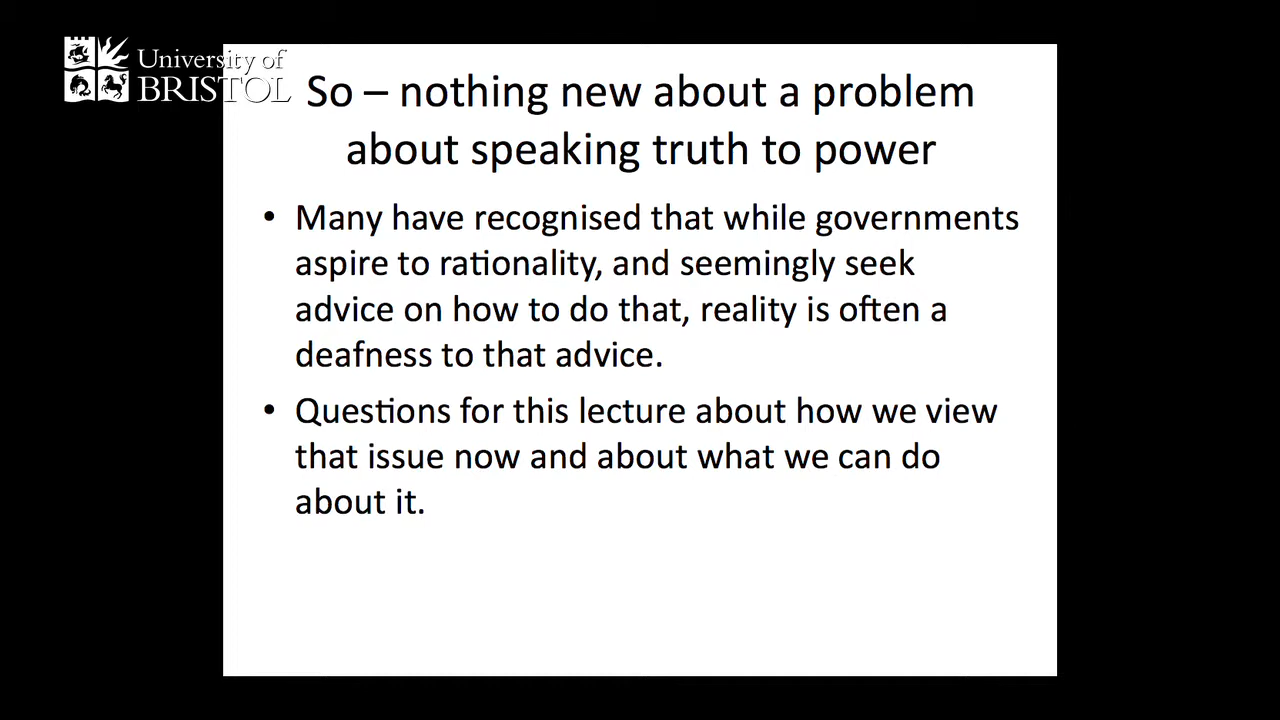 University of
BRISTOL
So – nothing new about a problem
about speaking truth to power
• Many have recognised that while governments
aspire to rationality, and seemingly seek
advice on how to do that, reality is often a
deafness to that advice.
• Questions for this lecture about how we view
that issue now and about what we can do
about it.